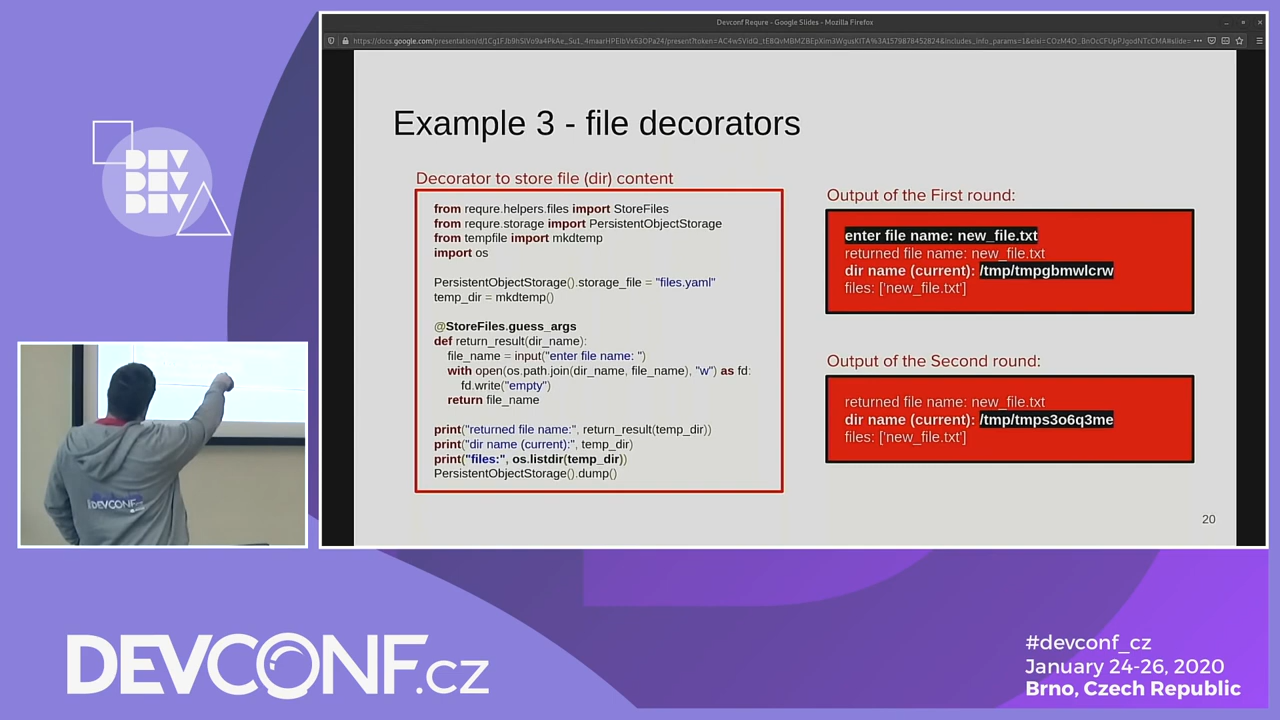 Devconf Requre - Google Slides - Mozilla Firefox
DEV
DEV
DEV
Example 3 - file decorators
Decorator to store file (dir) content
from requre.helpers.files import StoreFiles
from requre.storage import PersistentObjectStorage
from tempfile import mkdtemp
import os
PersistentObjectStorage().storage_file = "files.yaml"
temp_dir = mkdtemp()
@StoreFiles.guess_args
def return_result(dir_name):
file_name = input("enter file name: ")
with open(os.path.join(dir_name, file_name), "w") as fd:
fd.write("empty")
return file_name
print("returned file name:", return_result(temp_dir))
print("dir name (current):", temp_dir)
print("files:", os.listdir(temp_dir))
PersistentObjectStorage().dump()
Output of the First round:
enter file name: new_file.txt
returned file name: new_file.txt
dir name (current): /tmp/tmpgbmwlcrw
files: ['new_file.txt']
Output of the Second round:
returned file name: new_file.txt
dir name (current): /tmp/tmps3o6q3me
files: ['new_file.txt']
20
DEVCONF
DEVCONF.cz
#devconf_cz
January 24-26, 2020
Brno, Czech Republic